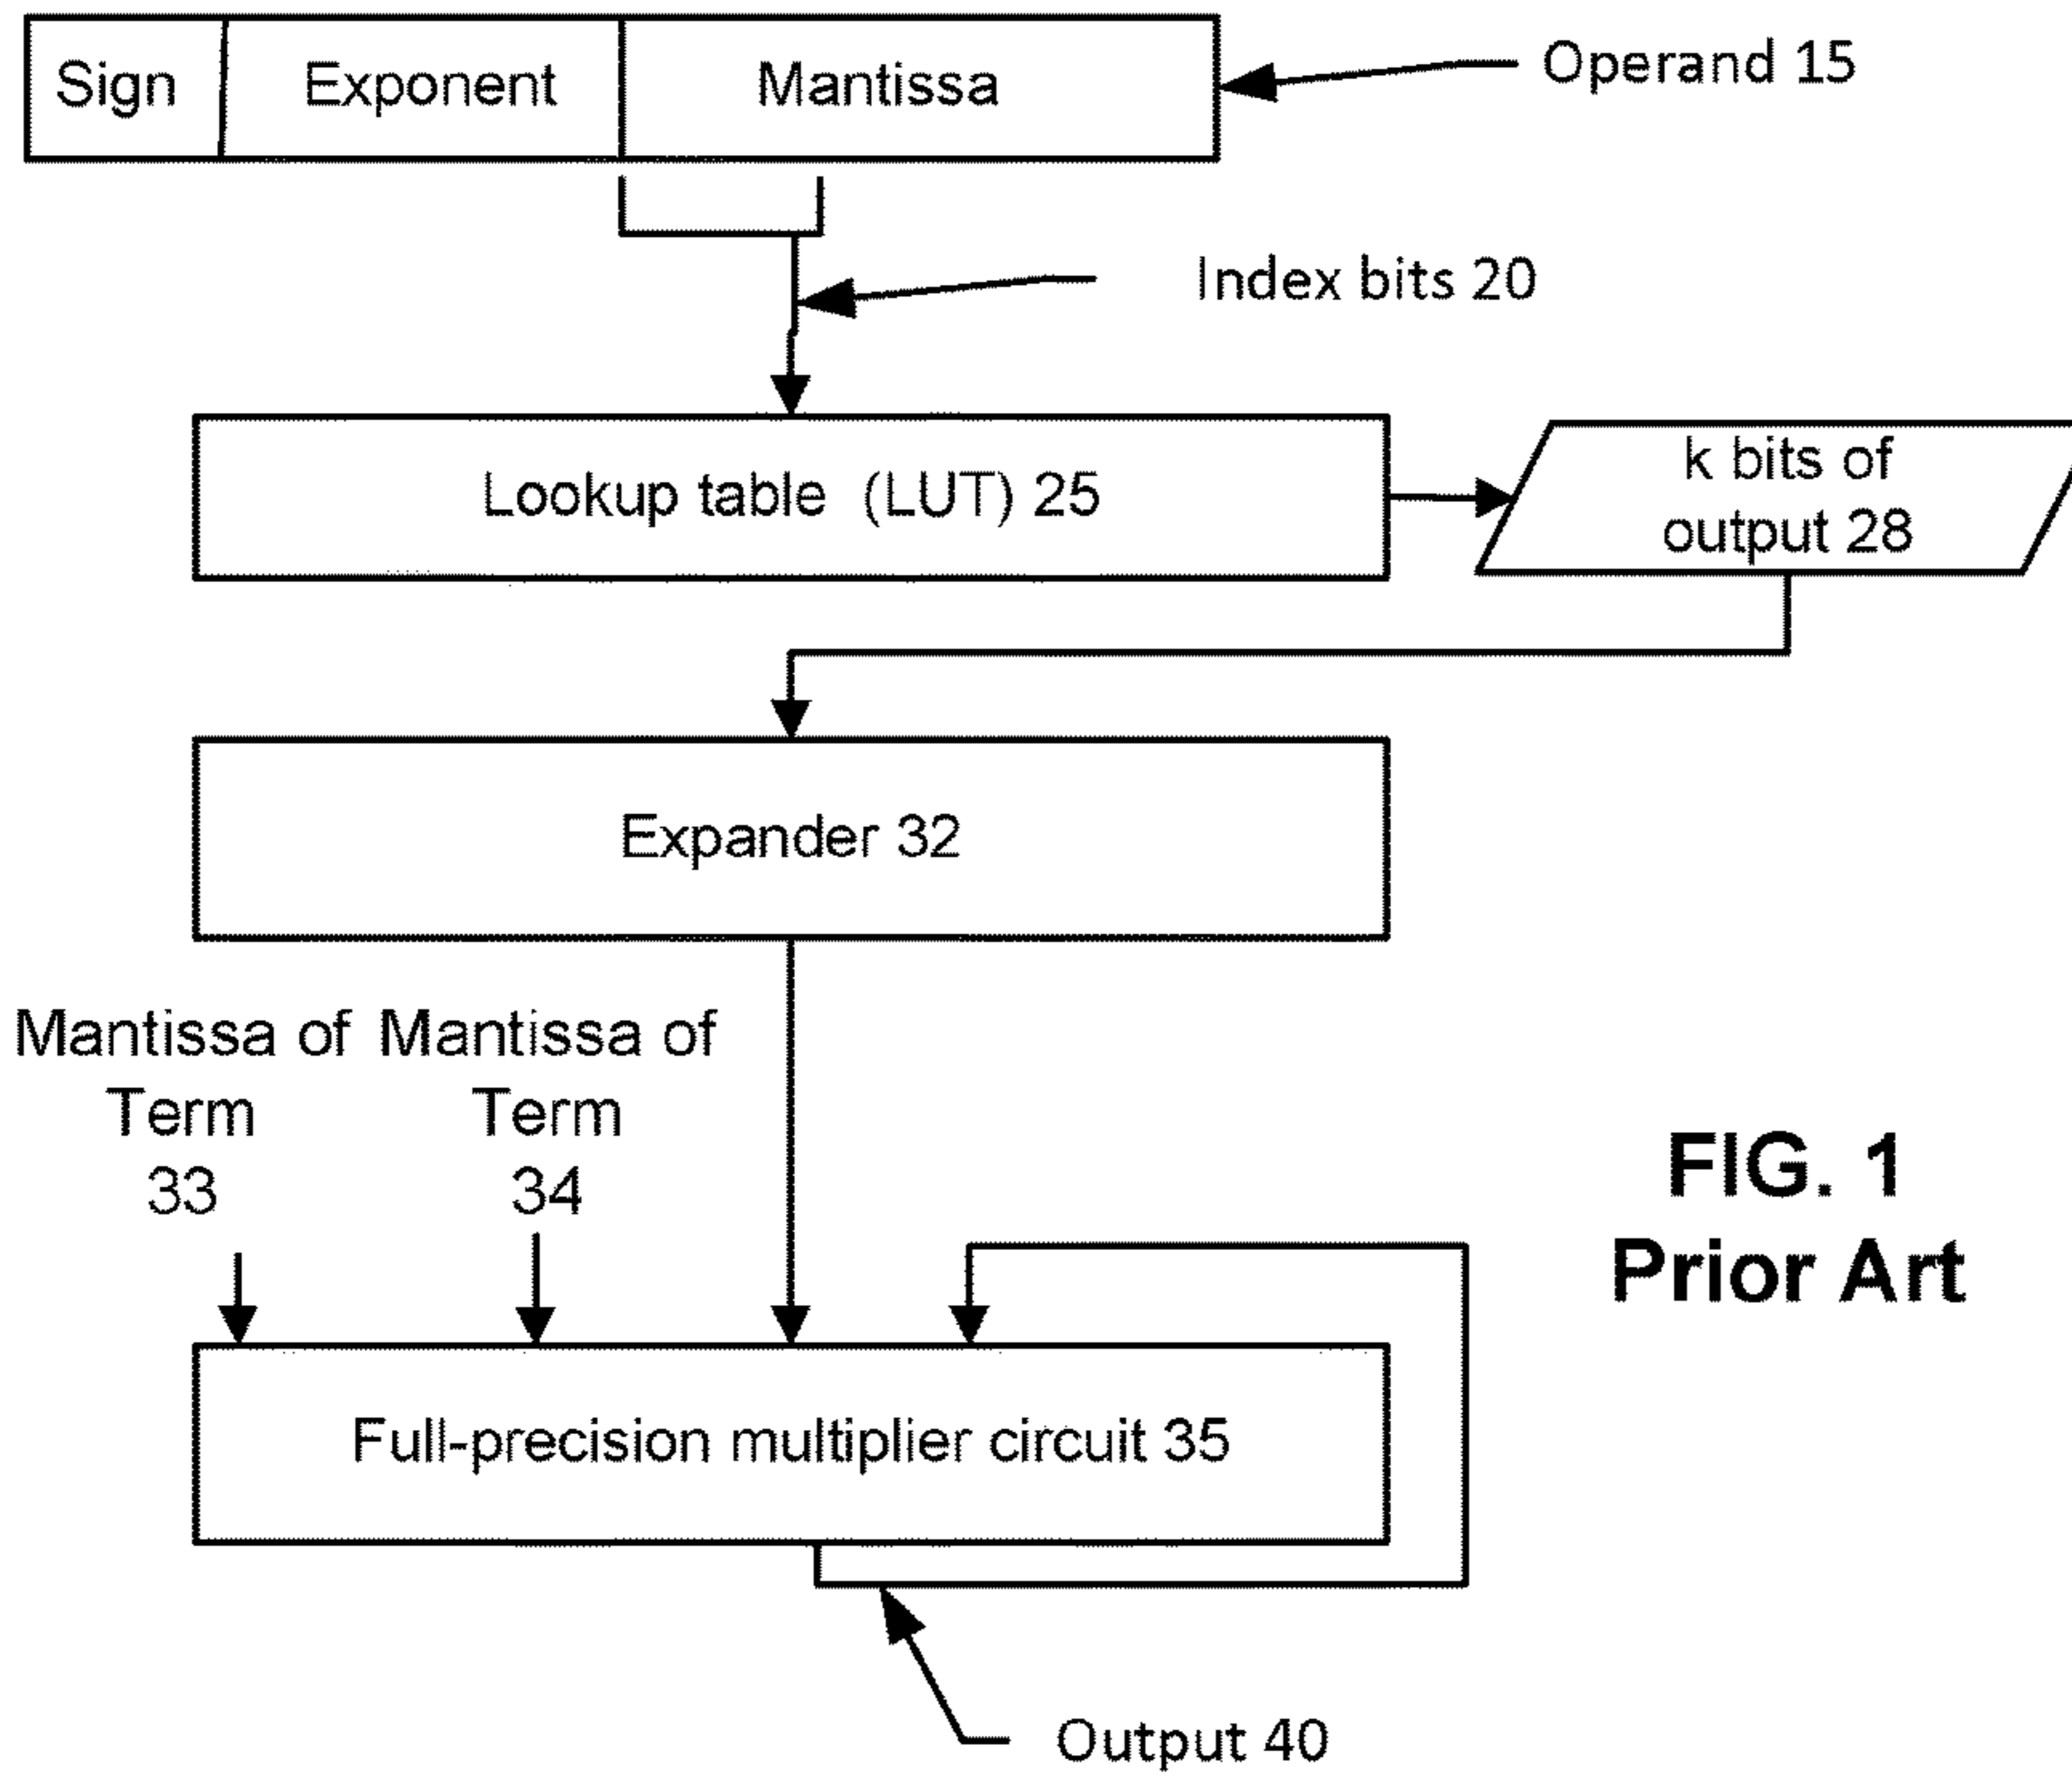 Sign Exponent Mantissa
Operand 15
Index bits 20
Lookup table (LUT) 25
k bits of
output 28
Expander 32
Mantissa of
Term
33
Mantissa of
Term
34
Full-precision multiplier circuit 35
Output 40
FIG. 1
Prior Art